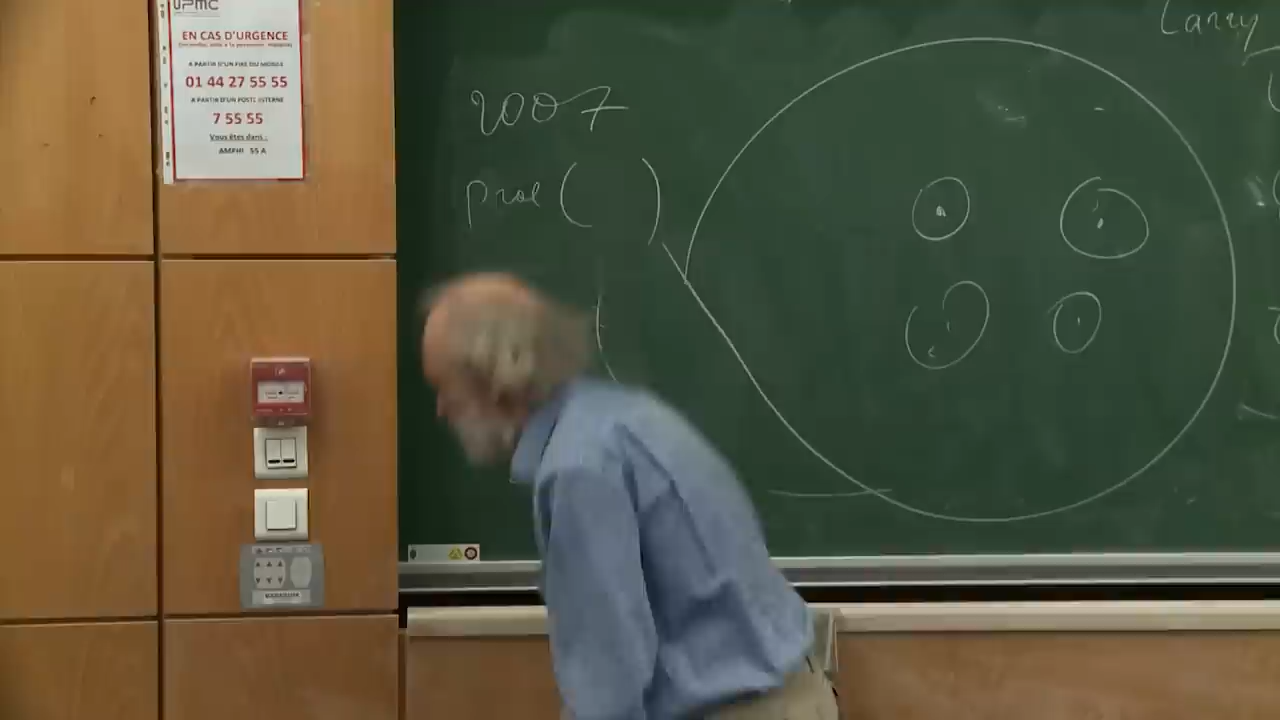 UPMC
EN CAS D'URGENCE
A PARTIR D'UN FIXE OU MOBILE
01 44 27 55 55
A PARTIR D'UN POSTE INTERNE
7 55 55
Vous êtes dans :
AMPHI 55 A
Larry
2007
prol ( )